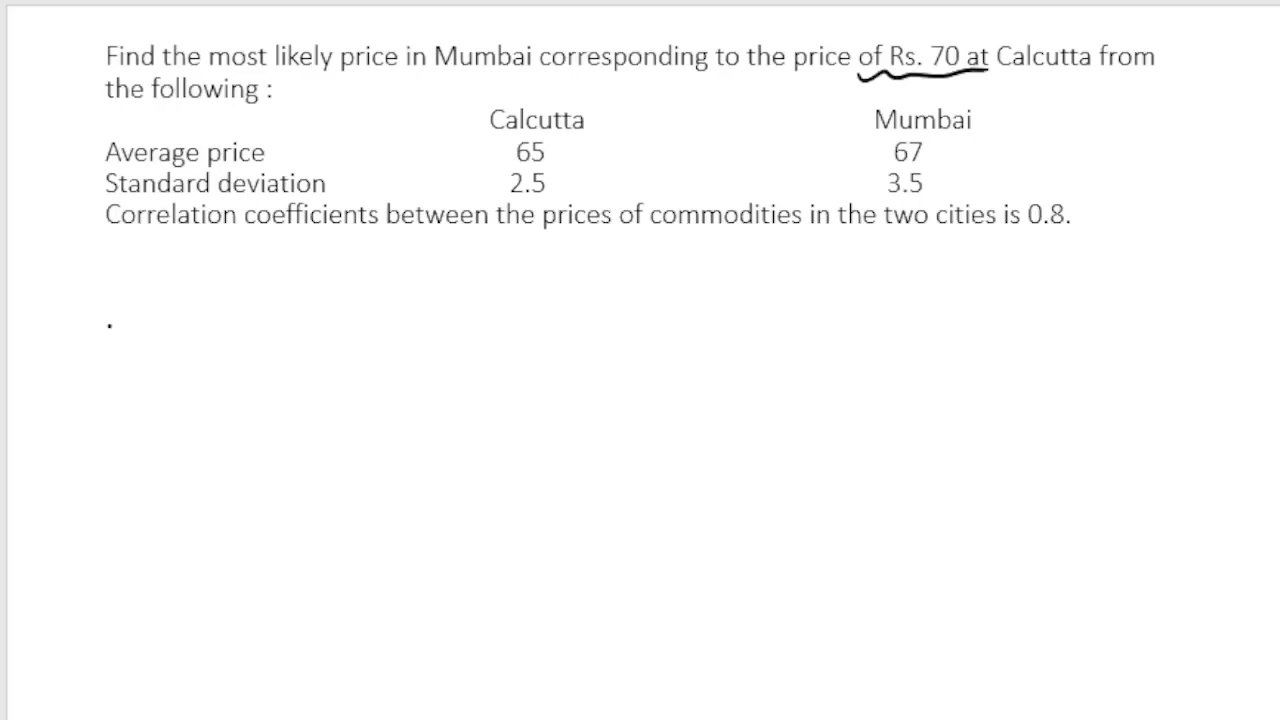 Find the most likely price in Mumbai corresponding to the price of Rs. 70 at Calcutta from
the following :
Calcutta Mumbai
Average price 65 67
Standard deviation 2.5 3.5
Correlation coefficients between the prices of commodities in the two cities is 0.8.
.